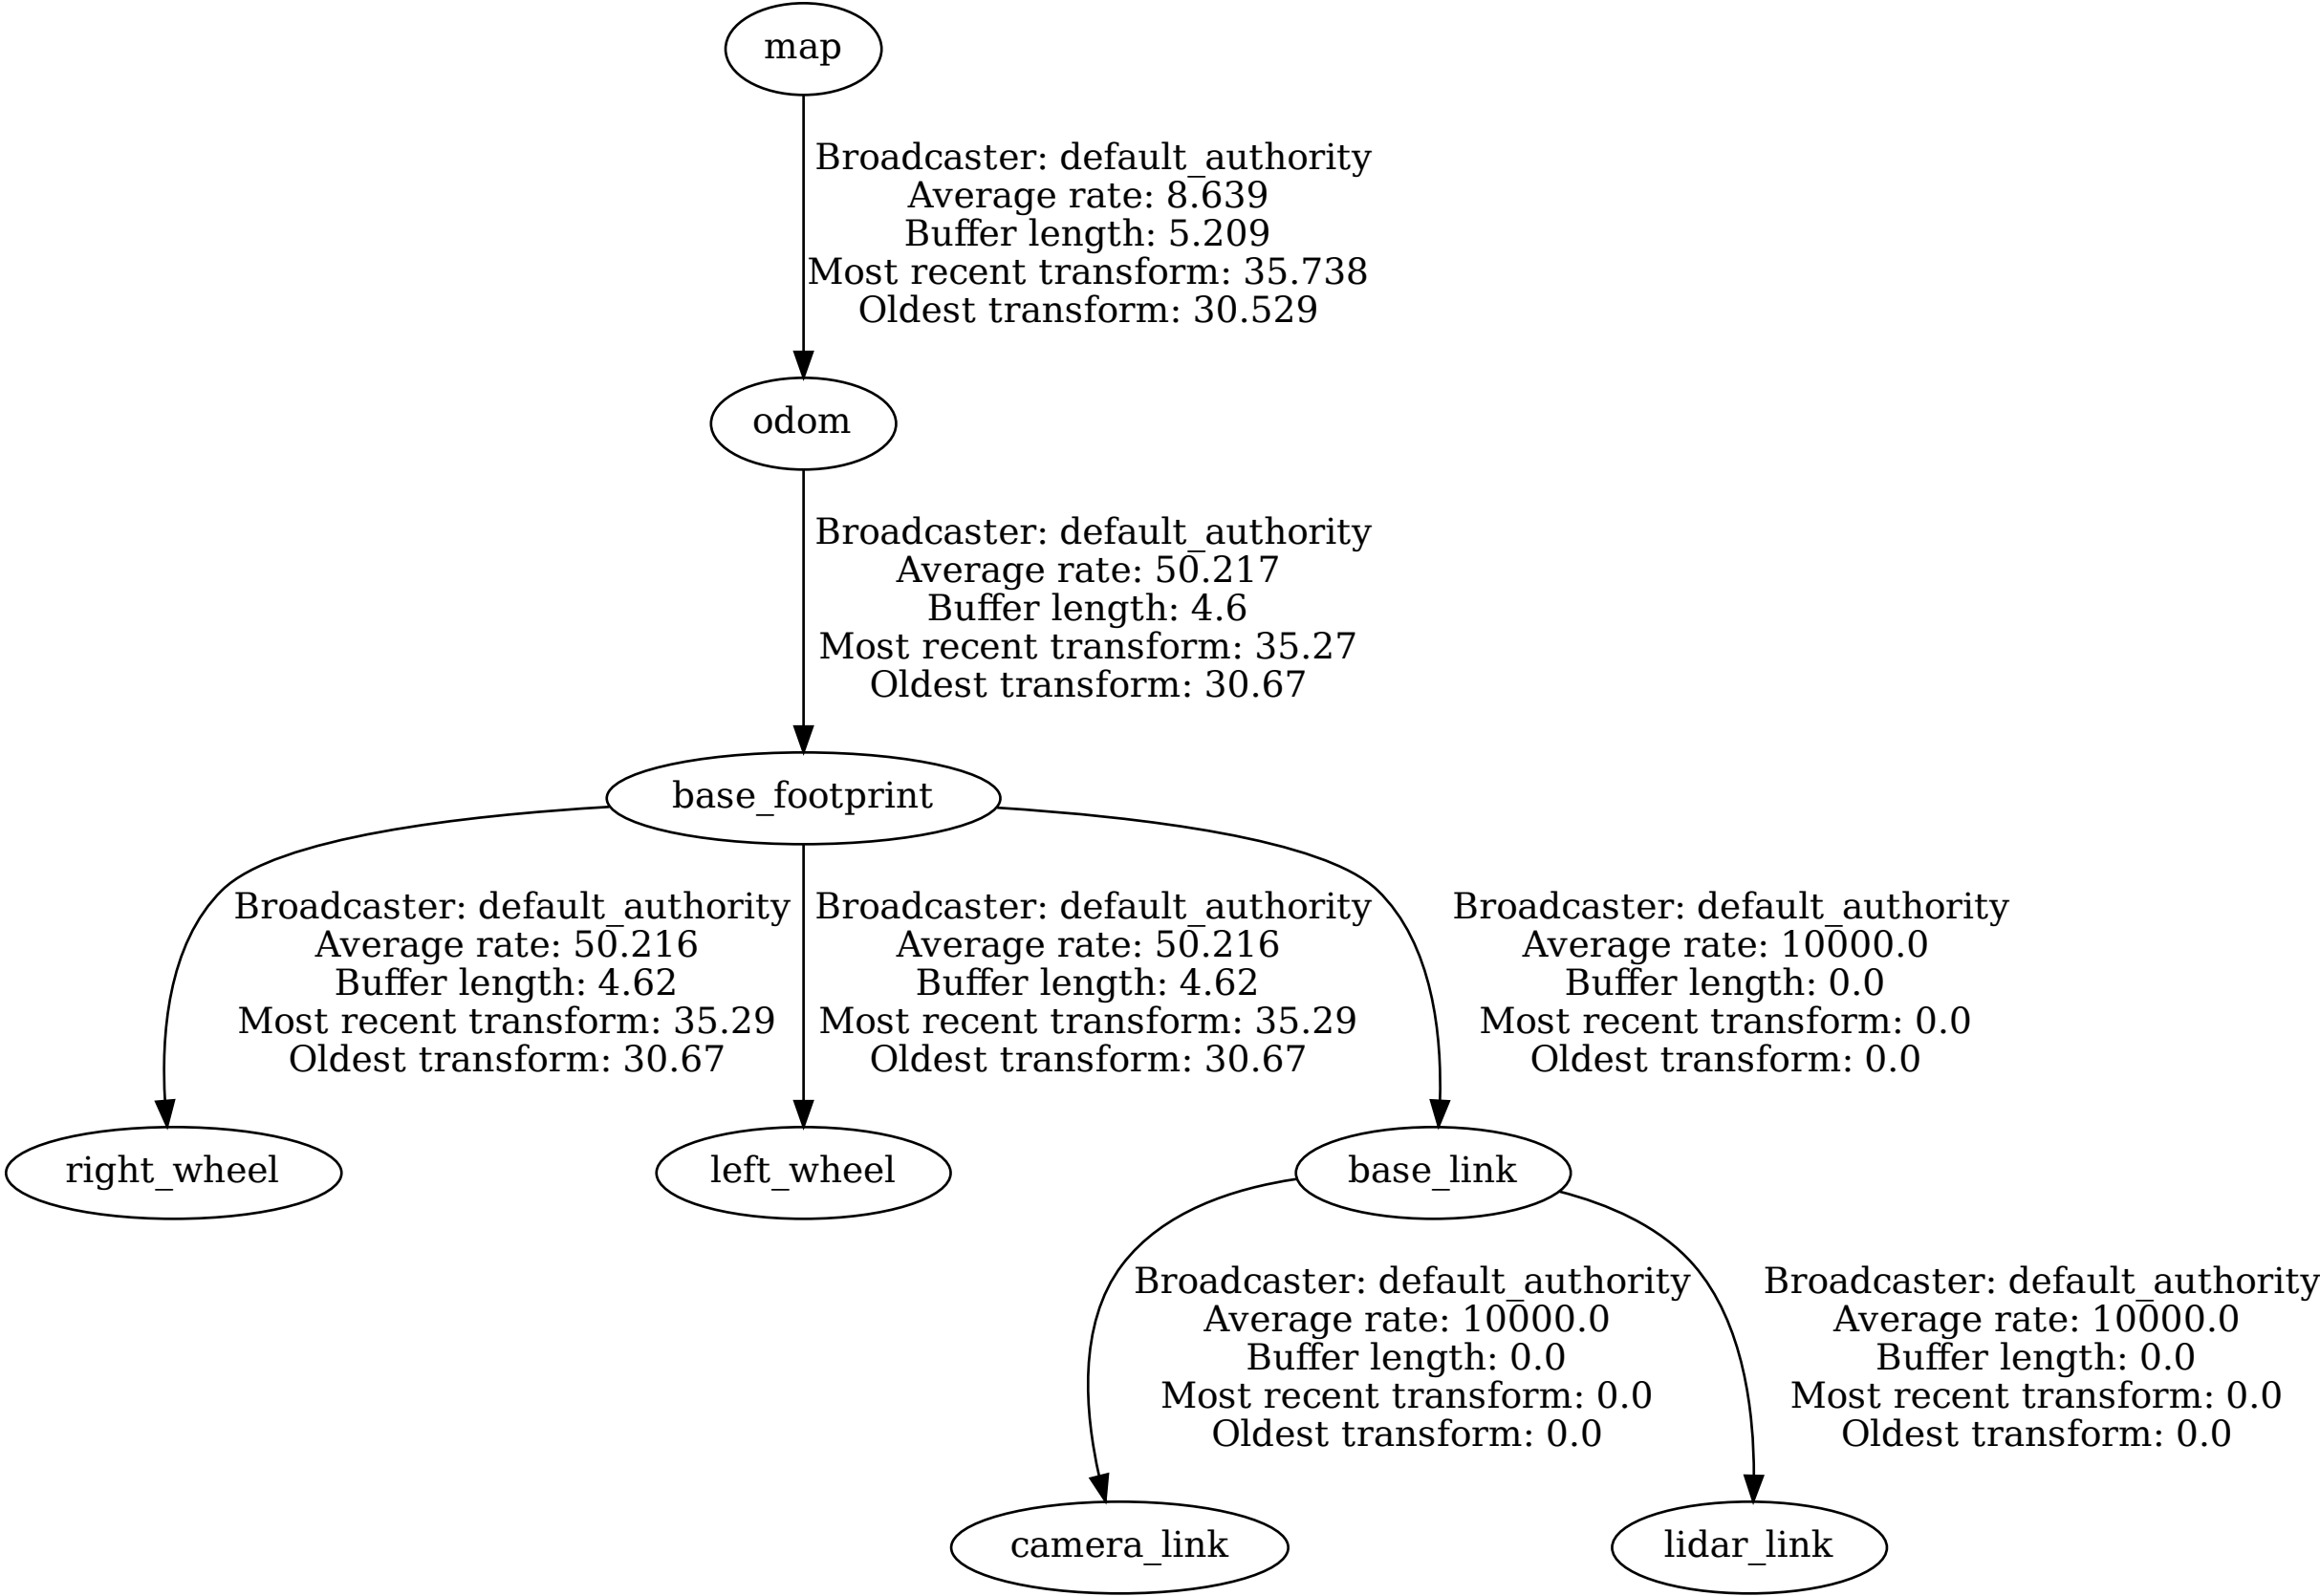 map
Broadcaster: default_authority
Average rate: 8.639
Buffer length: 5.209
Most recent transform: 35.738
Oldest transform: 30.529
odom
Broadcaster: default_authority
Average rate: 50.217
Buffer length: 4.6
Most recent transform: 35.27
Oldest transform: 30.67
base_footprint
Broadcaster: default_authority
Average rate: 50.216
Buffer length: 4.62
Most recent transform: 35.29
Oldest transform: 30.67
Broadcaster: default_authority
Average rate: 50.216
Buffer length: 4.62
Most recent transform: 35.29
Oldest transform: 30.67
Broadcaster: default_authority
Average rate: 10000.0
Buffer length: 0.0
Most recent transform: 0.0
Oldest transform: 0.0
right_wheel
left_wheel
base_link
Broadcaster: default_authority
Average rate: 10000.0
Buffer length: 0.0
Most recent transform: 0.0
Oldest transform: 0.0
Broadcaster: default_authority
Average rate: 10000.0
Buffer length: 0.0
Most recent transform: 0.0
Oldest transform: 0.0
camera_link
lidar_link